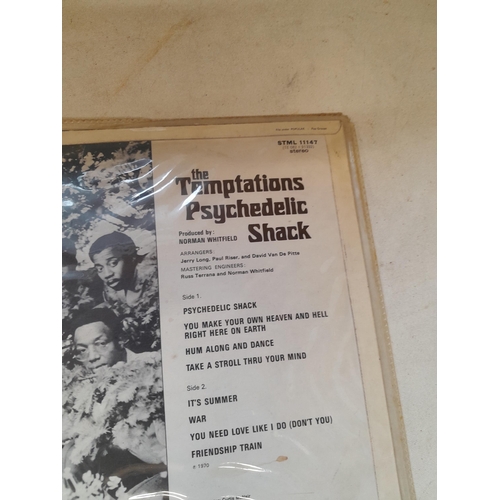 STML 11147
stereo
the
Temptations
Psychedelic
Shack
Produced by:
NORMAN WHITFIELD
ARRANGERS:
Jerry Long, Paul Riser, and David Van De Pitte
MASTERING ENGINEERS:
Russ Terrana and Norman Whitfield
Side 1.
PSYCHEDELIC SHACK
YOU MAKE YOUR OWN HEAVEN AND HELL
RIGHT HERE ON EARTH
HUM ALONG AND DANCE
TAKE A STROLL THRU YOUR MIND
Side 2.
IT'S SUMMER
WAR
YOU NEED LOVE LIKE I DO (DON'T YOU)
FRIENDSHIP TRAIN
℗ 1970